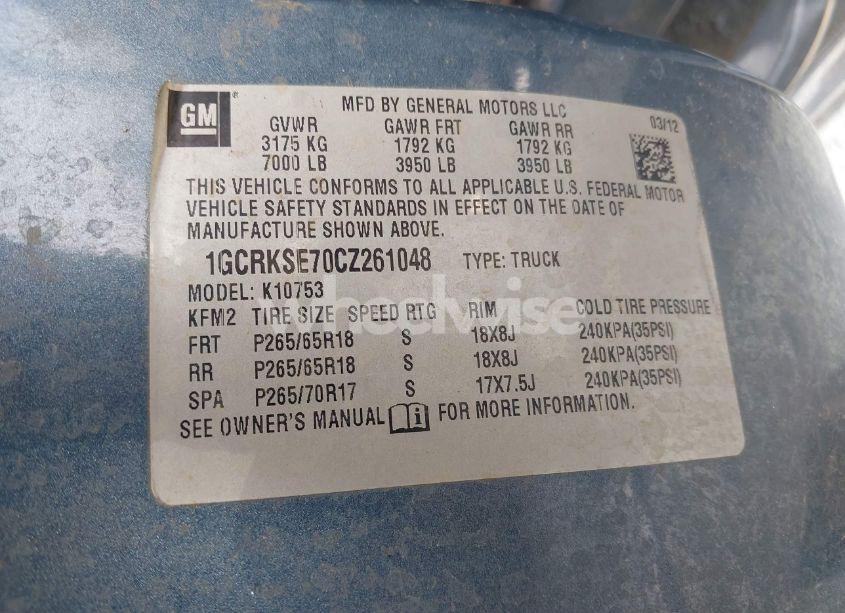 GM
MFD BY GENERAL MOTORS LLC
03/12
GVWR GAWR FRT GAWR RR
3175 KG 1792 KG 1792 KG
7000 LB 3950 LB 3950 LB
THIS VEHICLE CONFORMS TO ALL APPLICABLE U.S. FEDERAL MOTOR
VEHICLE SAFETY STANDARDS IN EFFECT ON THE DATE OF
MANUFACTURE SHOWN ABOVE.
1GCRKSE70CZ261048 TYPE: TRUCK
MODEL: K10753
wheelwise
KFM2 TIRE SIZE SPEED RTG RIM COLD TIRE PRESSURE
FRT P265/65R18 S 18X8J 240KPA(35PSI)
RR P265/65R18 S 18X8J 240KPA(35PSI)
SPA P265/70R17 S 17X7.5J 240KPA(35PSI)
SEE OWNER'S MANUAL FOR MORE INFORMATION.